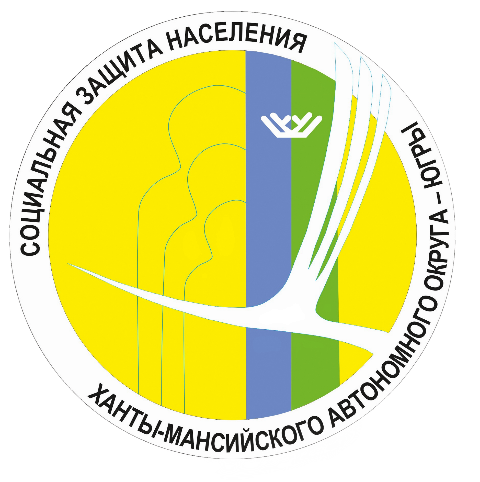 СОЦИАЛЬНАЯ ЗАЩИТА НАСЕЛЕНИЯ
ХАНТЫ-МАНСИЙСКОГО АВТОНОМНОГО ОКРУГА – ЮГРЫ